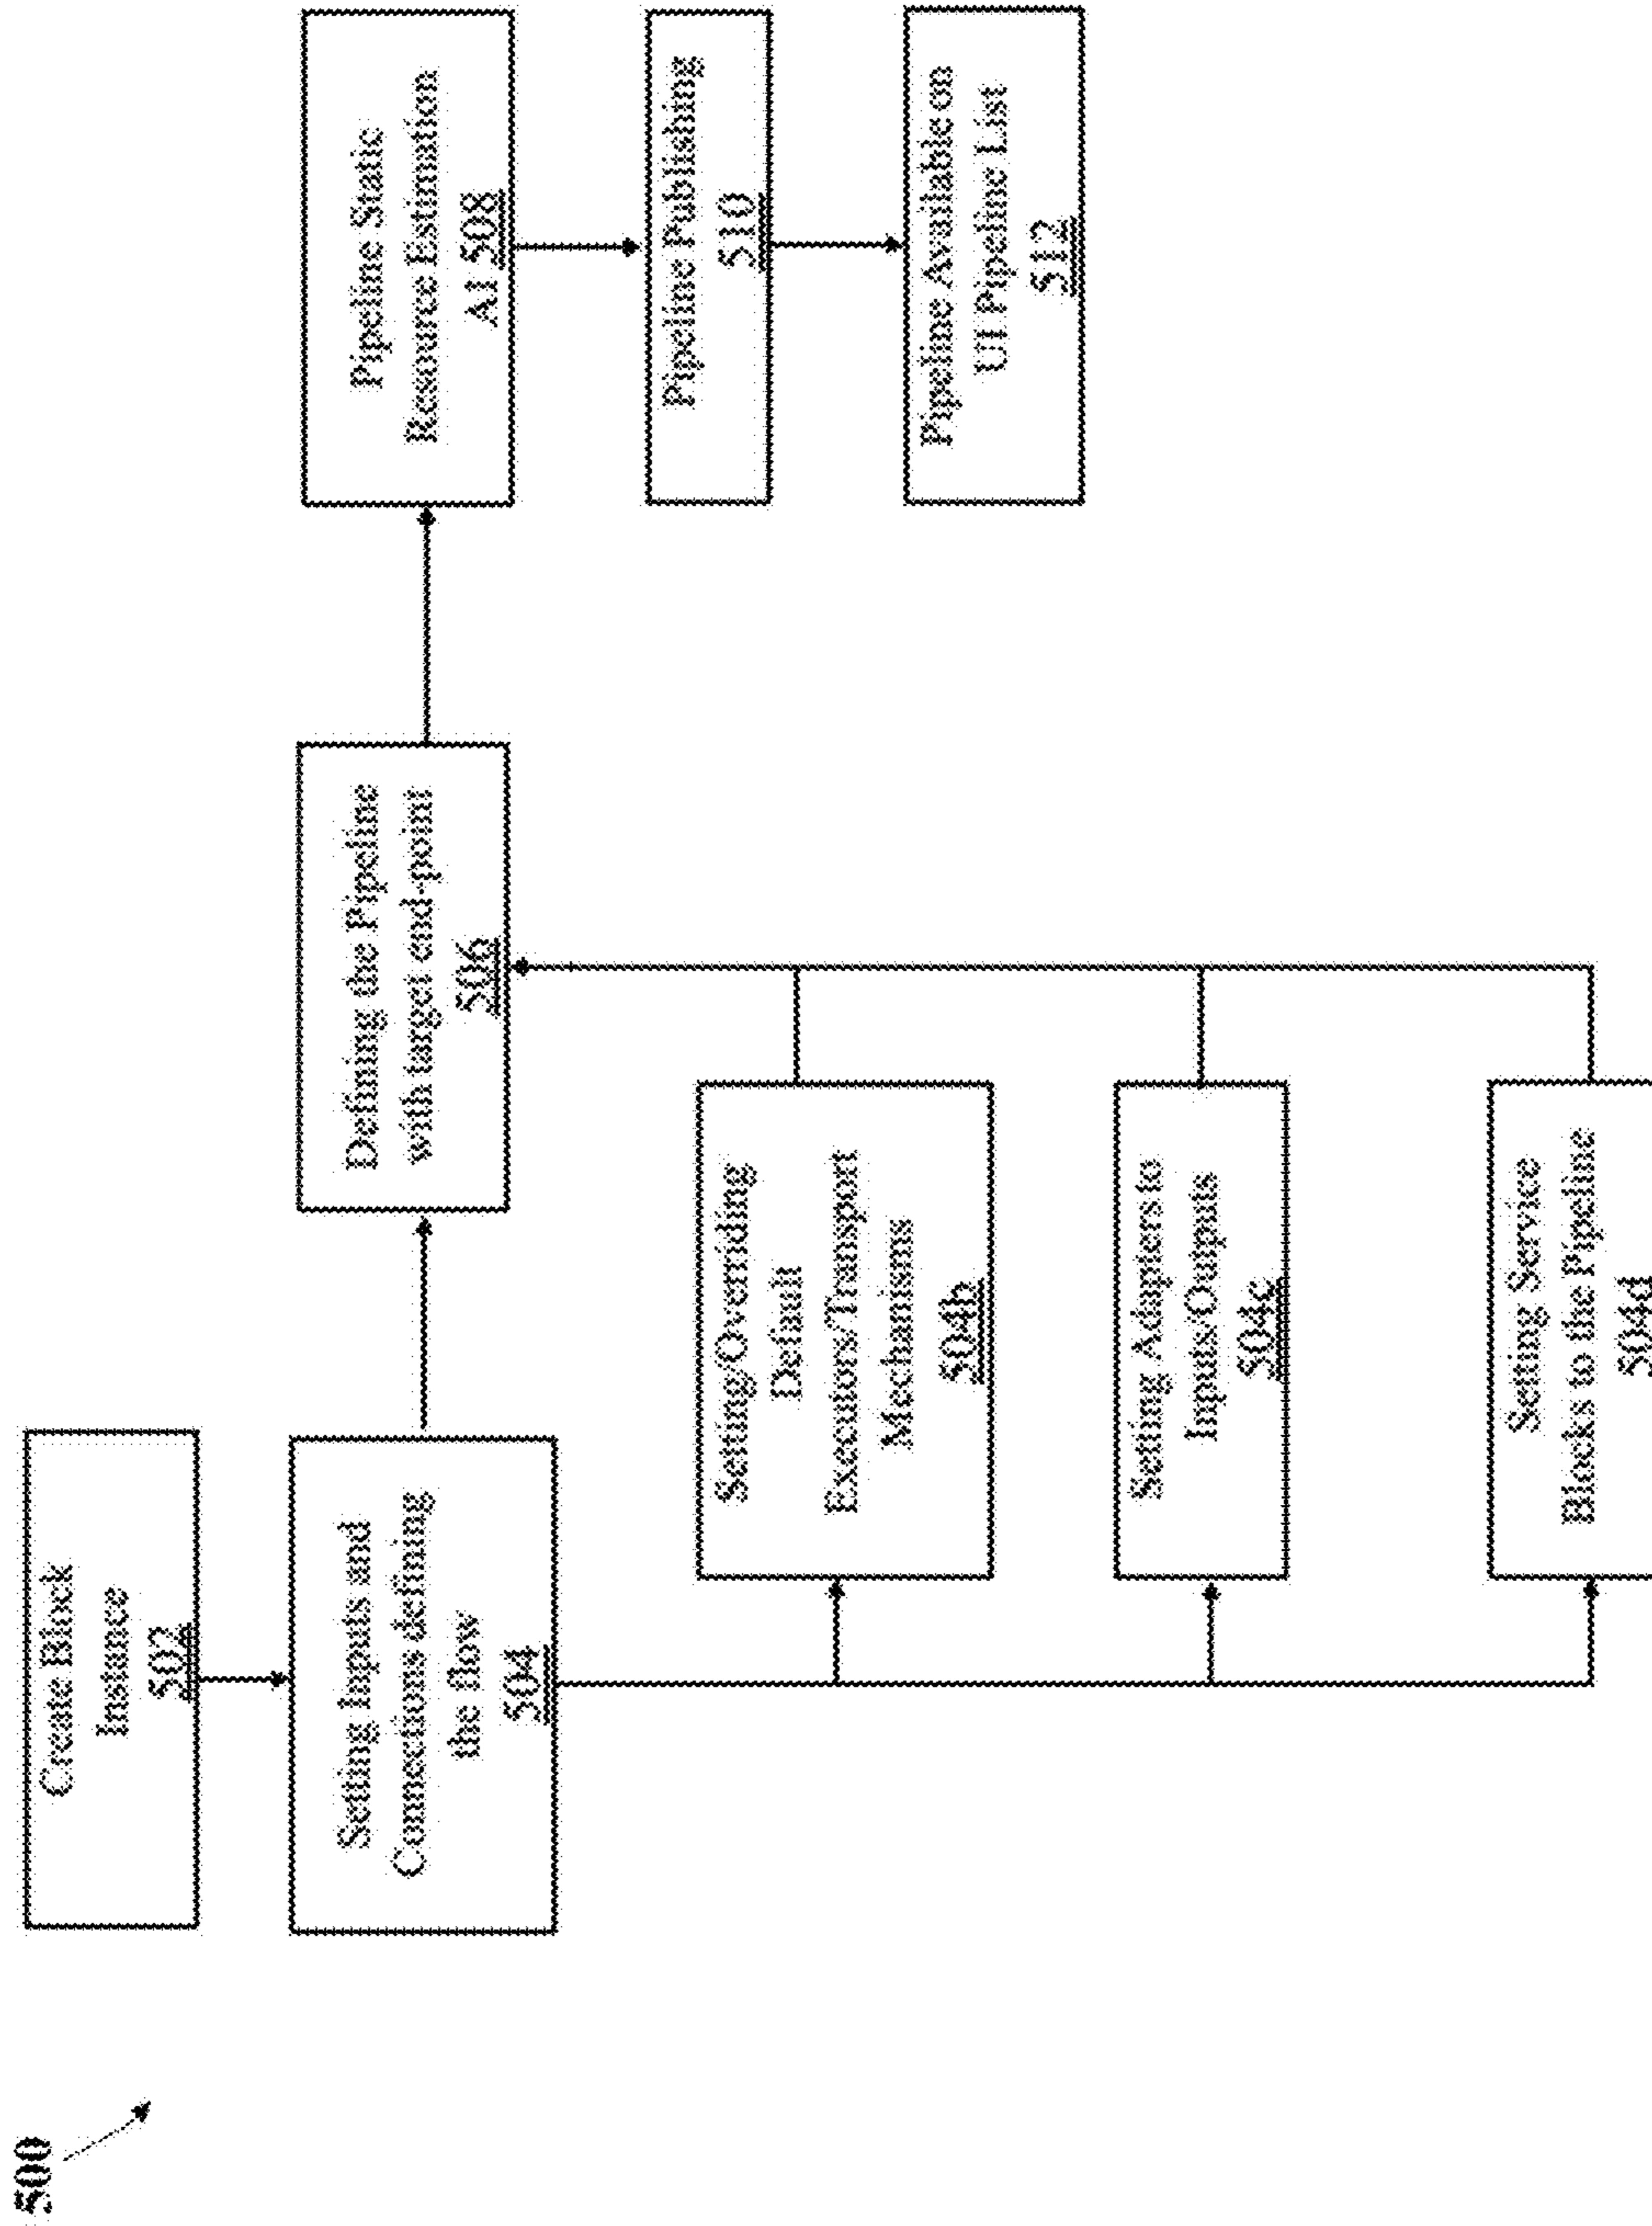 500
Create Block
Instance
502
Setting Inputs and
Connections defining
the flow
504
Setting/Overriding
Default
Executors/Transport
Mechanisms
504b
Setting Adapters to
Inputs/Outputs
504c
Setting Service
Blocks to the Pipeline
504d
Defining the Pipeline
with target end-point
506
Pipeline Static
Resource Estimation
AI 508
Pipeline Publishing
510
Pipeline Available on
UI Pipeline List
512